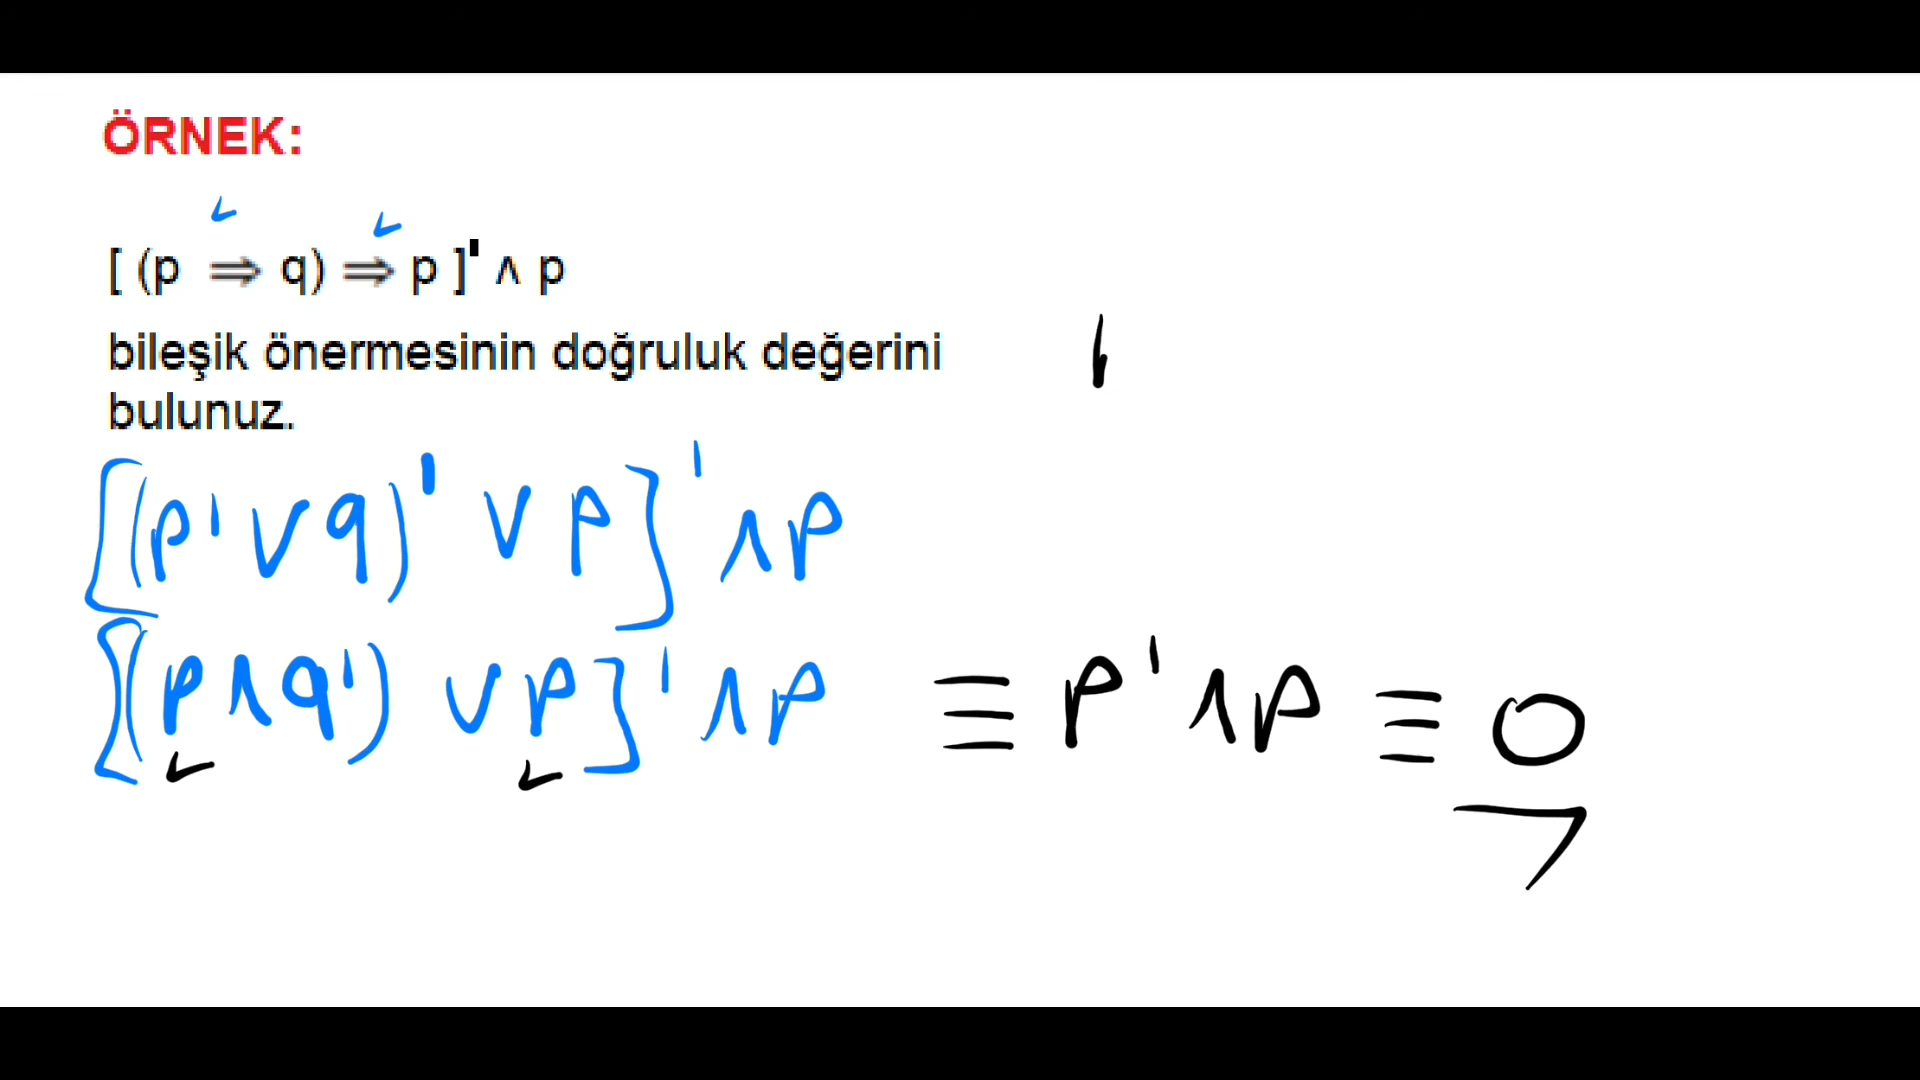 ÖRNEK:
[ (p ⇒ q) ⇒ p ]' ∧ p
bileşik önermesinin doğruluk değerini
bulunuz.
[(p' ∨ q)' ∨ p]' ∧ p
[(p ∧ q') ∨ p]' ∧ p ≡ p' ∧ p ≡ 0